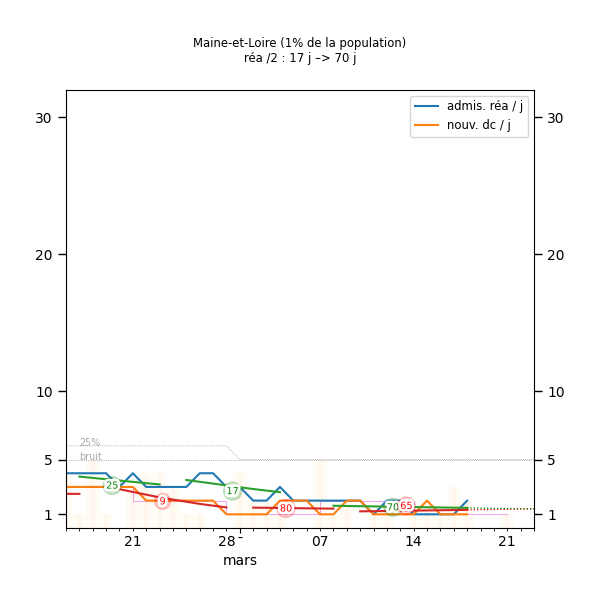 Maine-et-Loire (1% de la population)
réa /2 : 17 j –> 70 j
admis. réa / j
nouv. dc / j
30 30
20 20
10 10
25%
bruit
5 5
25 9 17 80 70 65
1 1
21 28 07 14 21
mars